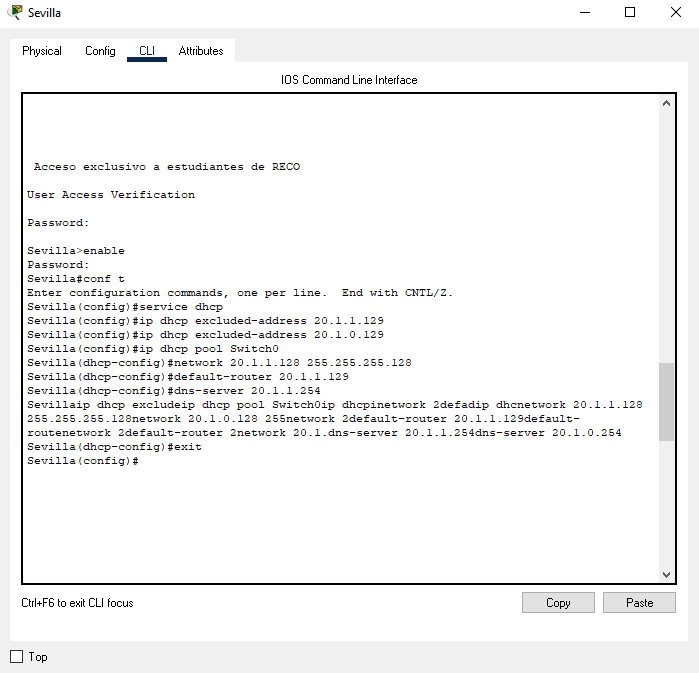 Sevilla
Physical Config CLI Attributes
IOS Command Line Interface
Acceso exclusivo a estudiantes de RECO
User Access Verification
Password:
Sevilla>enable
Password:
Sevilla#conf t
Enter configuration commands, one per line.  End with CNTL/Z.
Sevilla(config)#service dhcp
Sevilla(config)#ip dhcp excluded-address 20.1.1.129
Sevilla(config)#ip dhcp excluded-address 20.1.0.129
Sevilla(config)#ip dhcp pool Switch0
Sevilla(dhcp-config)#network 20.1.1.128 255.255.255.128
Sevilla(dhcp-config)#default-router 20.1.1.129
Sevilla(dhcp-config)#dns-server 20.1.1.254
Sevillaip dhcp excludeip dhcp pool Switch0ip dhcpinetwork 2defadip dhcnetwork 20.1.1.128
255.255.255.128network 20.1.0.128 255network 2default-router 20.1.1.129default-
routenetwork 2default-router 2network 20.1.dns-server 20.1.1.254dns-server 20.1.0.254
Sevilla(dhcp-config)#exit
Sevilla(config)#
Ctrl+F6 to exit CLI focus
Copy Paste
Top